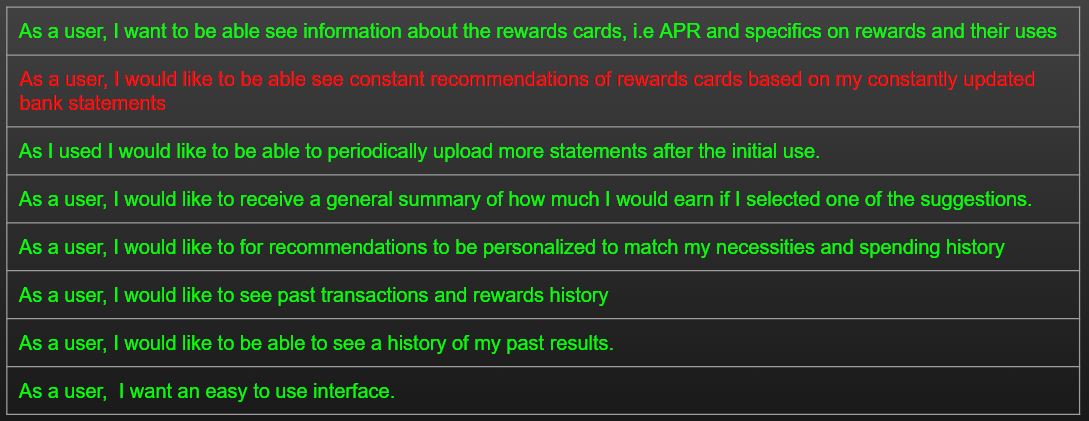 As a user, I want to be able see information about the rewards cards, i.e APR and specifics on rewards and their uses
As a user, I would like to be able see constant recommendations of rewards cards based on my constantly updated
bank statements
As I used I would like to be able to periodically upload more statements after the initial use.
As a user, I would like to receive a general summary of how much I would earn if I selected one of the suggestions.
As a user, I would like to for recommendations to be personalized to match my necessities and spending history
As a user, I would like to see past transactions and rewards history
As a user, I would like to be able to see a history of my past results.
As a user,  I want an easy to use interface.